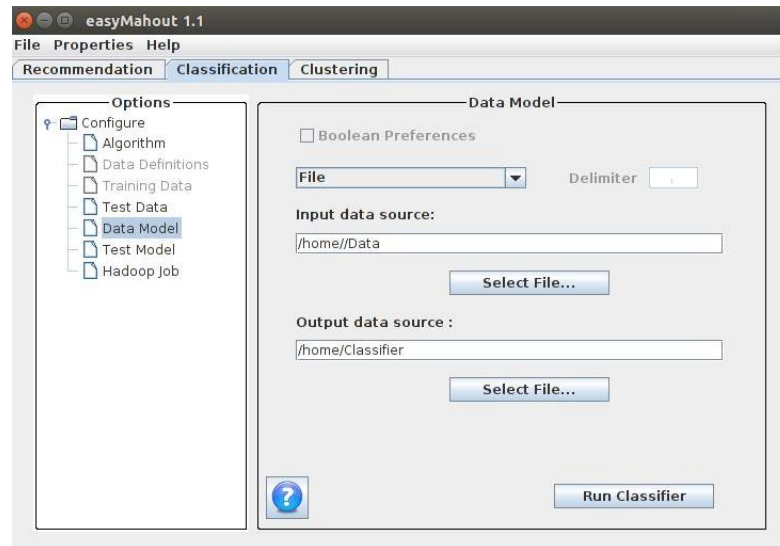 easyMahout 1.1
File Properties Help
Recommendation Classification Clustering
Options
Configure
Algorithm
Data Definitions
Training Data
Test Data
Data Model
Test Model
Hadoop Job
Data Model
Boolean Preferences
File Delimiter ,
Input data source:
/home//Data
Select File...
Output data source :
/home/Classifier
Select File...
? Run Classifier